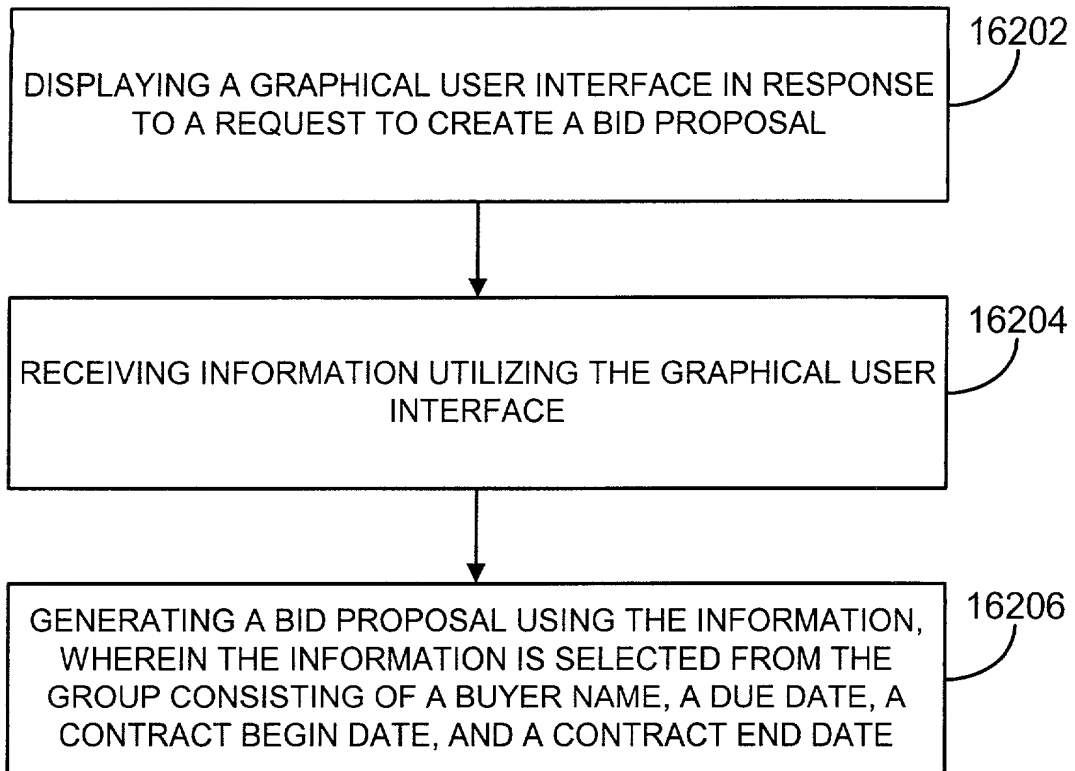 16202
DISPLAYING A GRAPHICAL USER INTERFACE IN RESPONSE
TO A REQUEST TO CREATE A BID PROPOSAL
16204
RECEIVING INFORMATION UTILIZING THE GRAPHICAL USER
INTERFACE
16206
GENERATING A BID PROPOSAL USING THE INFORMATION,
WHEREIN THE INFORMATION IS SELECTED FROM THE
GROUP CONSISTING OF A BUYER NAME, A DUE DATE, A
CONTRACT BEGIN DATE, AND A CONTRACT END DATE